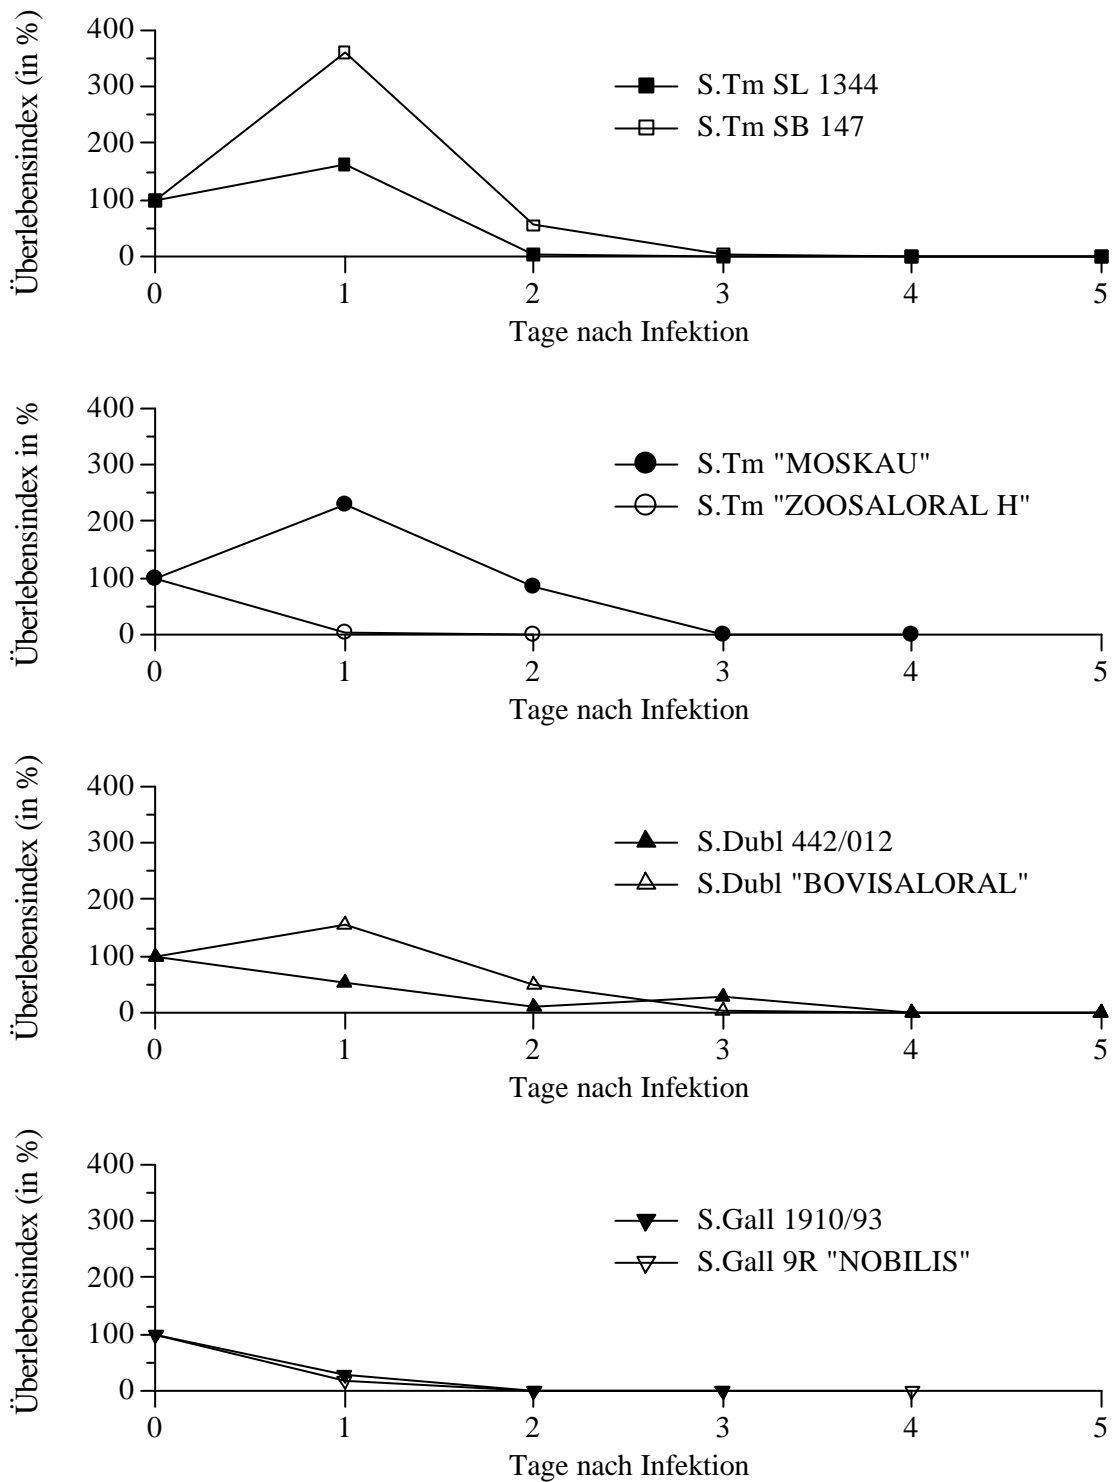 Überlebensindex (in %)
400
300
200
100
0
S.Tm SL 1344
S.Tm SB 147
0 1 2 3 4 5
Tage nach Infektion
Überlebensindex in %
400
300
200
100
0
S.Tm "MOSKAU"
S.Tm "ZOOSALORAL H"
0 1 2 3 4 5
Tage nach Infektion
Überlebensindex (in %)
400
300
200
100
0
S.Dubl 442/012
S.Dubl "BOVISALORAL"
0 1 2 3 4 5
Tage nach Infektion
Überlebensindex (in %)
400
300
200
100
0
S.Gall 1910/93
S.Gall 9R "NOBILIS"
0 1 2 3 4 5
Tage nach Infektion